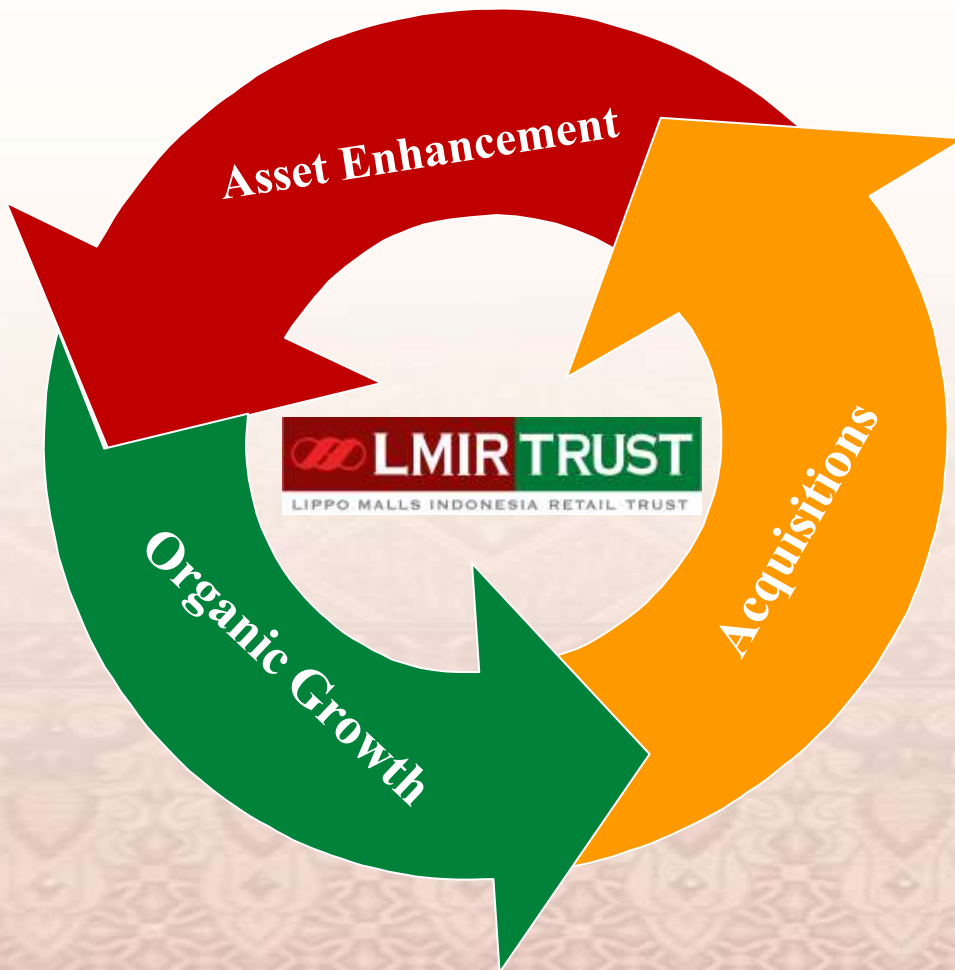 Asset Enhancement
LMIR TRUST
LIPPO MALLS INDONESIA RETAIL TRUST
Acquisitions
Organic Growth